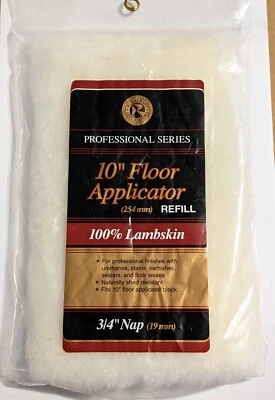 PROFESSIONAL SERIES
10" Floor
Applicator
(254 mm) REFILL
100% Lambskin
• For professional finishes with
urethanes, stains, varnishes,
sealers, and floor waxes
• Naturally shed resistant
• Fits 10" floor applicator block
3/4" Nap (19 mm)